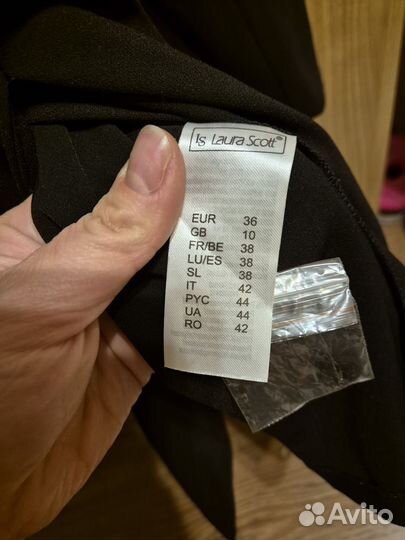 ls Laura Scott®
EUR 36
GB 10
FR/BE 38
LU/ES 38
SL 38
IT 42
РУС 44
UA 44
RO 42
Avito